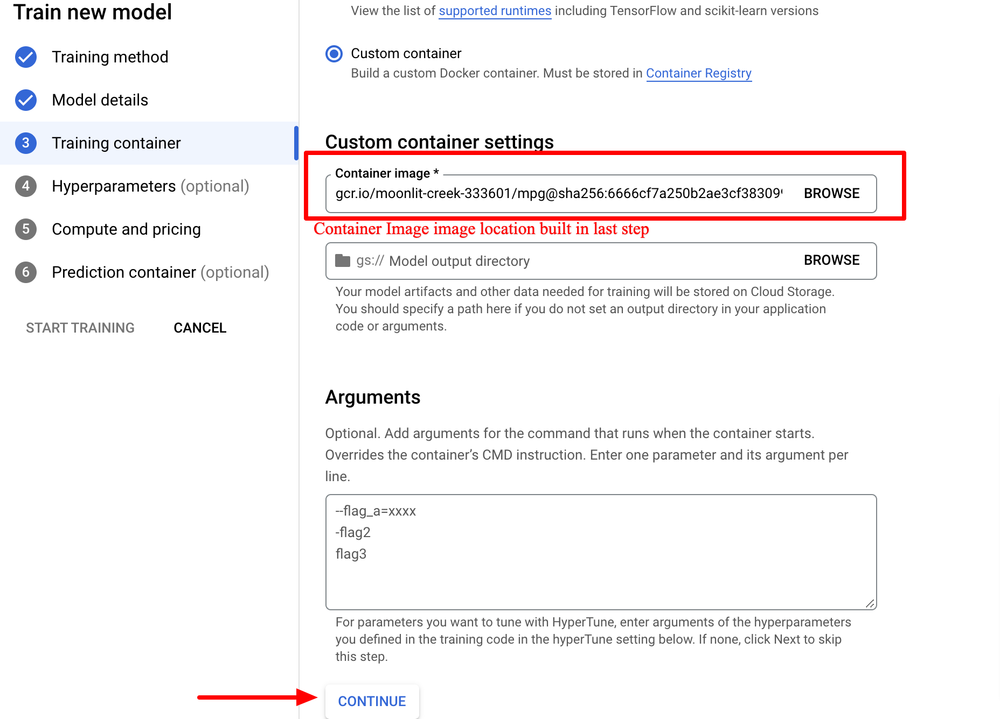 Train new model
Training method
Model details
3 Training container
4 Hyperparameters (optional)
5 Compute and pricing
6 Prediction container (optional)
START TRAINING CANCEL
View the list of supported runtimes including TensorFlow and scikit-learn versions
Custom container
Build a custom Docker container. Must be stored in Container Registry
Custom container settings
Container image *
gcr.io/moonlit-creek-333601/mpg@sha256:6666cf7a250b2ae3cf38309 BROWSE
Container Image image location built in last step
gs:// Model output directory BROWSE
Your model artifacts and other data needed for training will be stored on Cloud Storage.
You should specify a path here if you do not set an output directory in your application
code or arguments.
Arguments
Optional. Add arguments for the command that runs when the container starts.
Overrides the container’s CMD instruction. Enter one parameter and its argument per
line.
--flag_a=xxxx
-flag2
flag3
For parameters you want to tune with HyperTune, enter arguments of the hyperparameters
you defined in the training code in the hyperTune setting below. If none, click Next to skip
this step.
CONTINUE